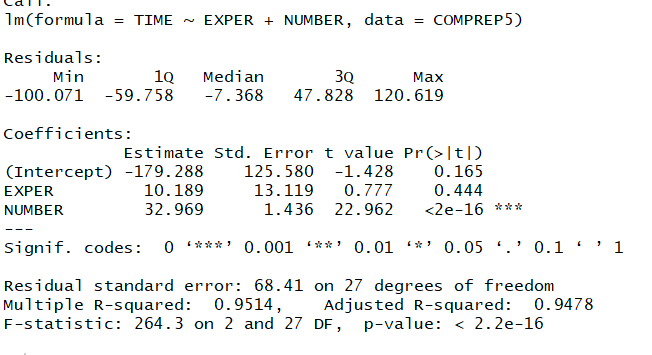 Call:
lm(formula = TIME ~ EXPER + NUMBER, data = COMPREP5)
Residuals:
Min 1Q Median 3Q Max
-100.071 -59.758 -7.368 47.828 120.619
Coefficients:
Estimate Std. Error t value Pr(>|t|)
(Intercept) -179.288 125.580 -1.428 0.165
EXPER 10.189 13.119 0.777 0.444
NUMBER 32.969 1.436 22.962 <2e-16 ***
---
Signif. codes: 0 ‘***’ 0.001 ‘**’ 0.01 ‘*’ 0.05 ‘.’ 0.1 ‘ ’ 1
Residual standard error: 68.41 on 27 degrees of freedom
Multiple R-squared: 0.9514, Adjusted R-squared: 0.9478
F-statistic: 264.3 on 2 and 27 DF, p-value: < 2.2e-16